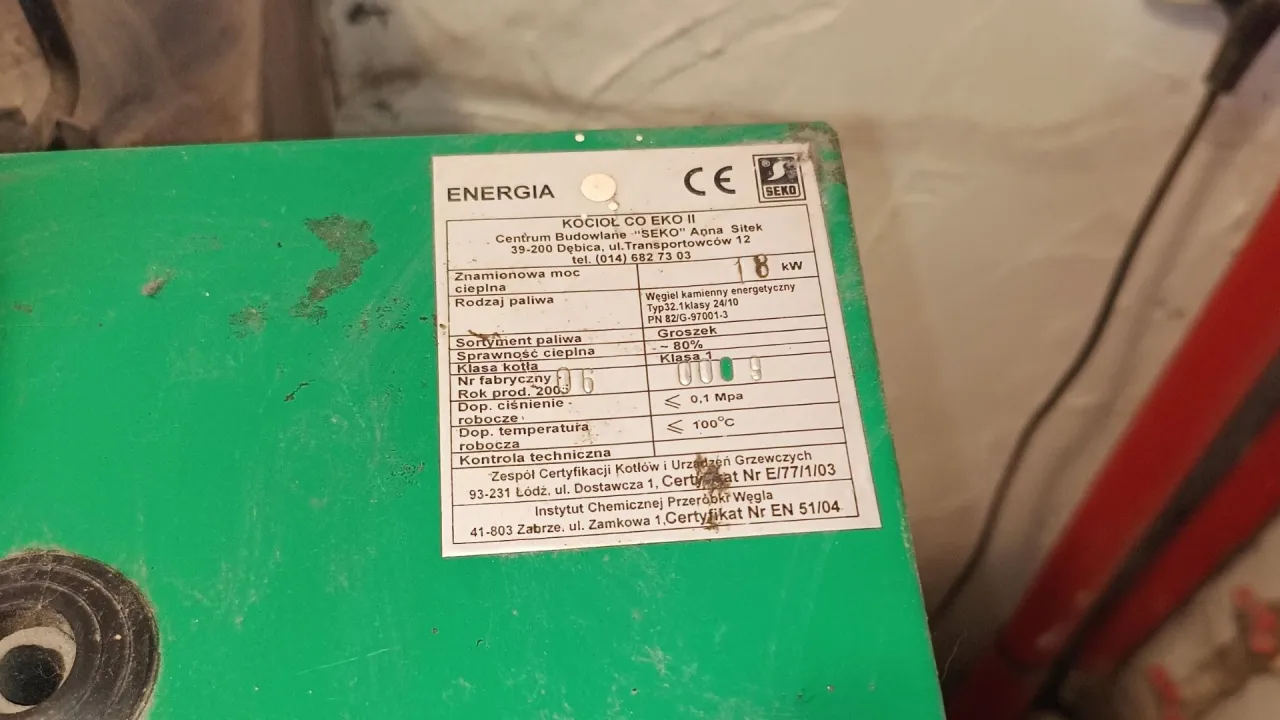 ENERGIA CE SEKO
KOCIOŁ CO EKO II
Centrum Budowlane "SEKO" Anna Sitek
39-200 Dębica, ul.Transportowców 12
tel. (014) 682 73 03
Znamionowa moc cieplna 18 kW
Rodzaj paliwa Węgiel kamienny energetyczny
Typ32.1klasy 24/10
PN 82/G-97001-3
Sortyment paliwa Groszek
Sprawność cieplna ~ 80%
Klasa kotła Klasa 1
Nr fabryczny 0009
Rok prod. 2005 06
Dop. ciśnienie robocze ≤ 0,1 Mpa
Dop. temperatura robocza ≤ 100°C
Kontrola techniczna
Zespół Certyfikacji Kotłów i Urządzeń Grzewczych
93-231 Łódź, ul. Dostawcza 1, Certyfikat Nr E/77/1/03
Instytut Chemicznej Przeróbki Węgla
41-803 Zabrze. ul. Zamkowa 1,Certyfikat Nr EN 51/04